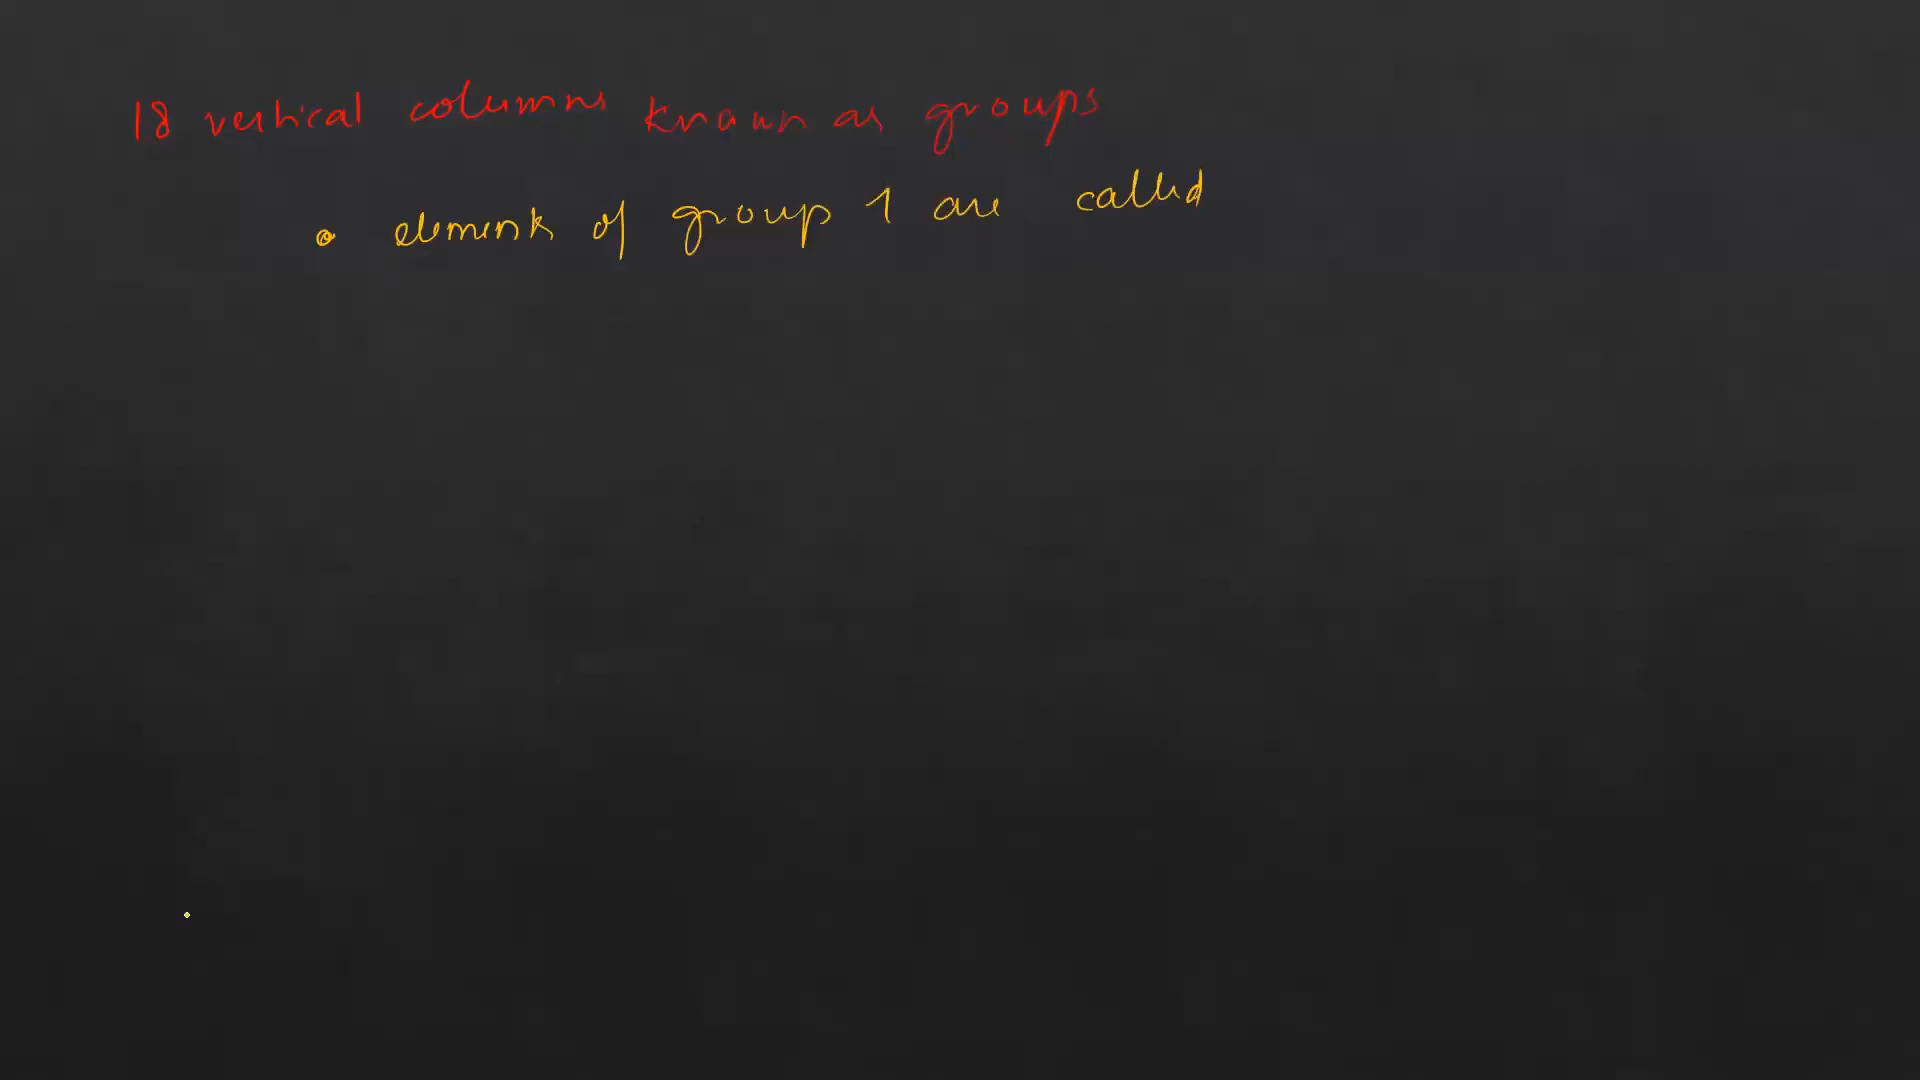 18 vertical columns known as groups
• elements of group 1 are called